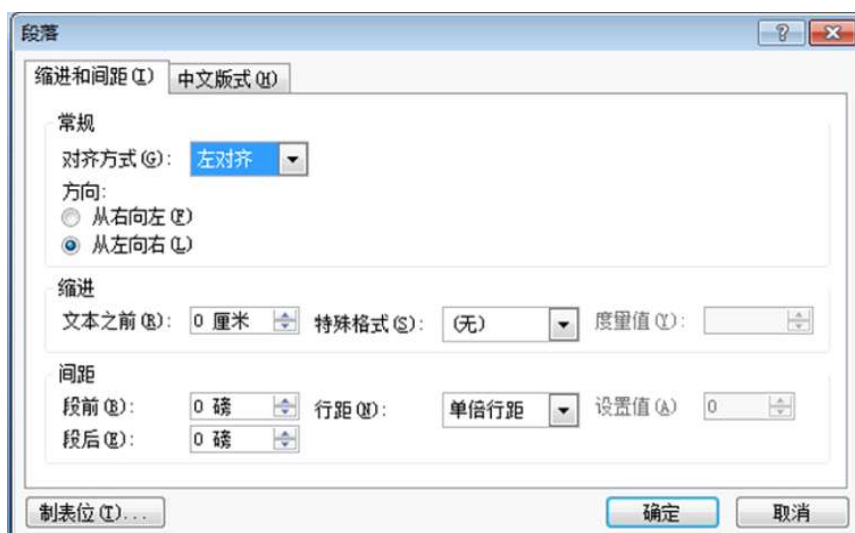 段落
缩进和间距(I) 中文版式(H)
常规
对齐方式(G): 左对齐
方向:
从右向左(F)
从左向右(L)
缩进
文本之前(R): 0 厘米 特殊格式(S): (无) 度量值(Y):
间距
段前(B): 0 磅 行距(N): 单倍行距 设置值(A) 0
段后(E): 0 磅
制表位(T)... 确定 取消